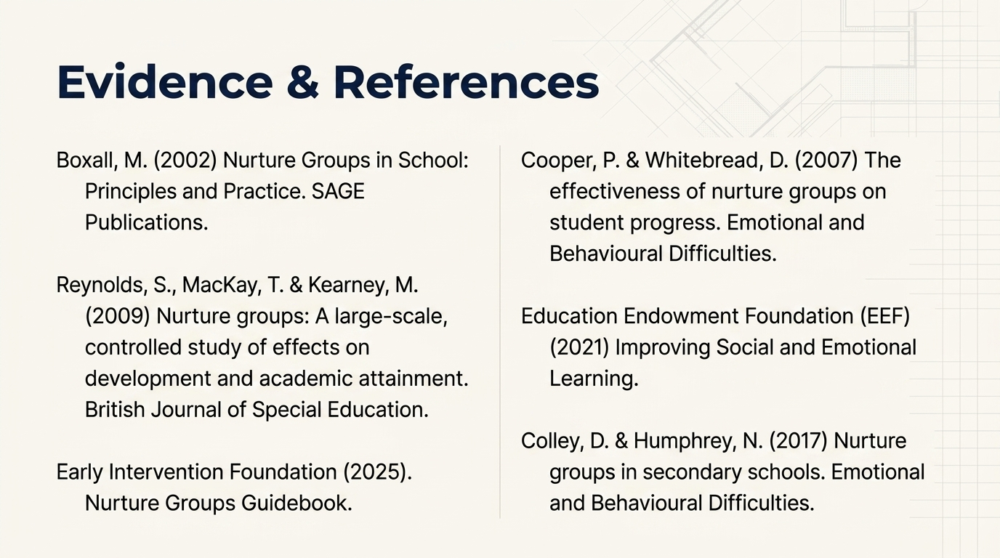 Evidence & References
Boxall, M. (2002) Nurture Groups in School:
Principles and Practice. SAGE
Publications.
Reynolds, S., MacKay, T. & Kearney, M.
(2009) Nurture groups: A large-scale,
controlled study of effects on
development and academic attainment.
British Journal of Special Education.
Early Intervention Foundation (2025).
Nurture Groups Guidebook.
Cooper, P. & Whitebread, D. (2007) The
effectiveness of nurture groups on
student progress. Emotional and
Behavioural Difficulties.
Education Endowment Foundation (EEF)
(2021) Improving Social and Emotional
Learning.
Colley, D. & Humphrey, N. (2017) Nurture
groups in secondary schools. Emotional
and Behavioural Difficulties.